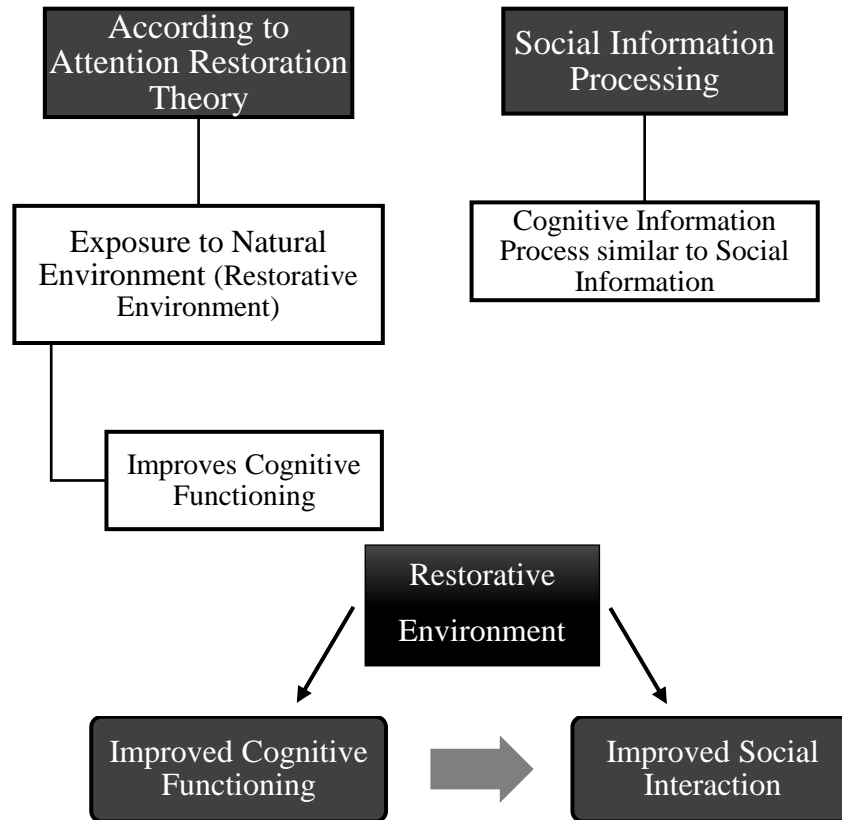 According to
Attention Restoration
Theory
Social Information
Processing
Exposure to Natural
Environment (Restorative
Environment)
Cognitive Information
Process similar to Social
Information
Improves Cognitive
Functioning
Restorative
Environment
Improved Cognitive
Functioning
Improved Social
Interaction